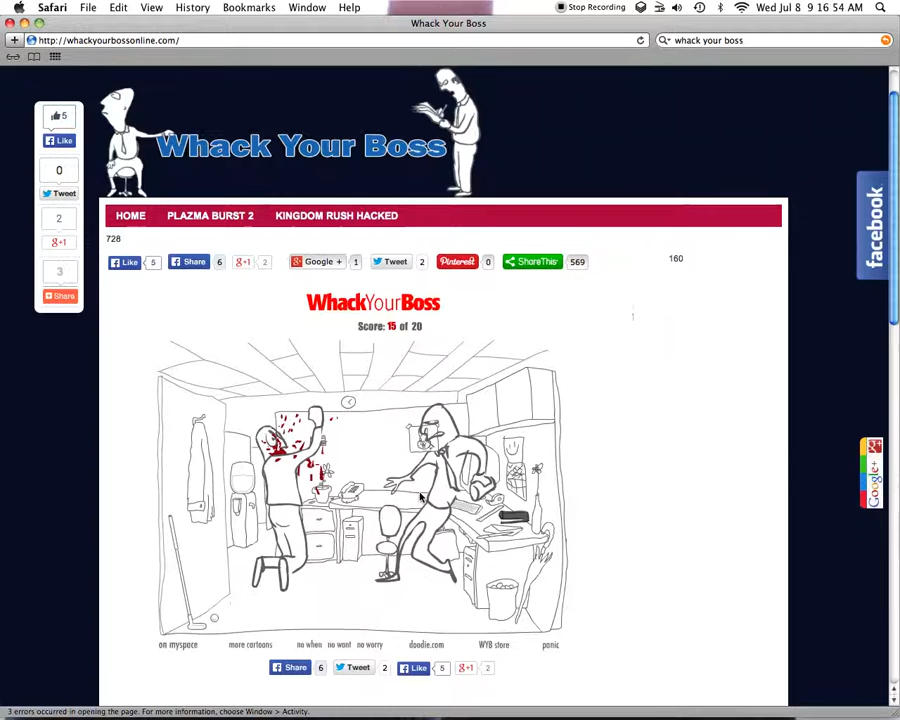 Safari File Edit View History Bookmarks Window Help Stop Recording Wed Jul 8 9 16 54 AM
Whack Your Boss
http://whackyourbossonline.com/ whack your boss
Whack Your Boss
5
Like
0
Tweet
2
g+1
3
Share
facebook
Google+
HOME PLAZMA BURST 2 KINGDOM RUSH HACKED
728
Like 5 Share 6 g+1 2 Google + 1 Tweet 2 Pinterest 0 ShareThis 569
160
WhackYourBoss
Score: 15 of 20
on myspace more cartoons no when no want no worry doodie.com WYB store panic
Share 6 Tweet 2 Like 5 g+1 2
3 errors occurred in opening the page. For more information, choose Window > Activity.